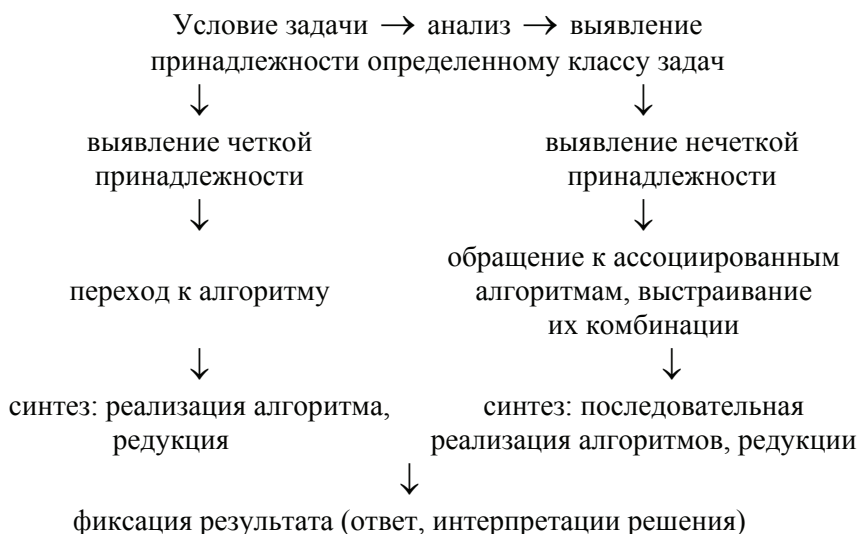 Условие задачи → анализ → выявление
принадлежности определенному классу задач
↓ ↓
выявление четкой
принадлежности
выявление нечеткой
принадлежности
↓ ↓
переход к алгоритму
обращение к ассоциированным
алгоритмам, выстраивание
их комбинации
↓ ↓
синтез: реализация алгоритма,
редукция
синтез: последовательная
реализация алгоритмов, редукции
↓
фиксация результата (ответ, интерпретации решения)